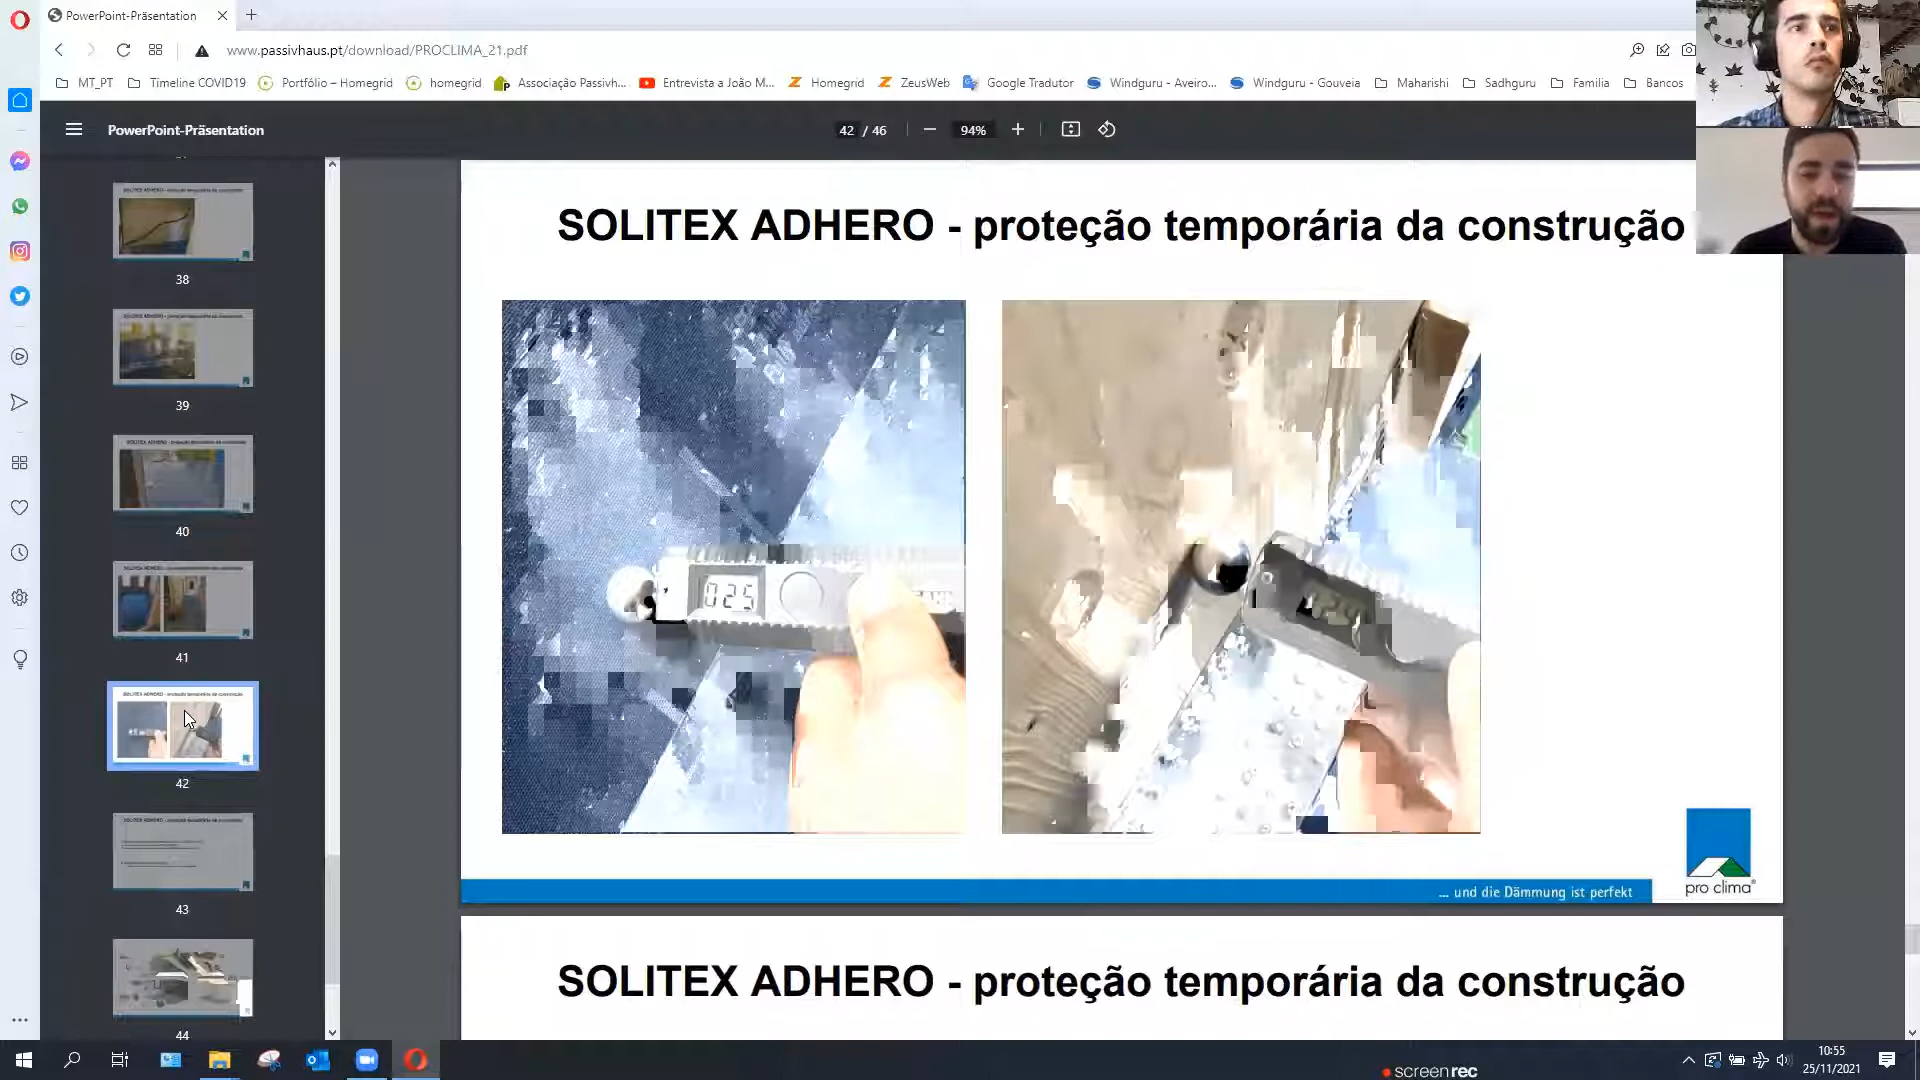 PowerPoint-Präsentation
www.passivhaus.pt/download/PROCLIMA_21.pdf
MT_PT
Timeline COVID19
Portfólio – Homegrid
homegrid
Associação Passivh...
Entrevista a João M...
Homegrid
ZeusWeb
Google Tradutor
Windguru - Aveiro...
Windguru - Gouveia
Maharishi
Sadhguru
Familia
Bancos
PowerPoint-Präsentation
42 / 46
94%
38
39
40
41
42
43
44
SOLITEX ADHERO - proteção temporária da construção
... und die Dämmung ist perfekt
pro clima®
SOLITEX ADHERO - proteção temporária da construção
screenrec
10:55
25/11/2021